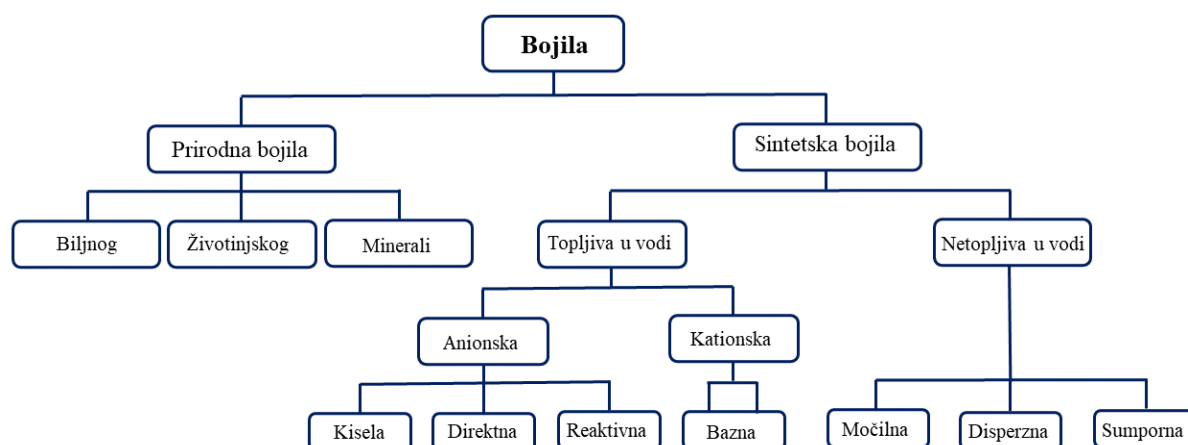 Bojila
Prirodna bojila
Sintetska bojila
Biljnog
Životinjskog
Minerali
Topljiva u vodi
Netopljiva u vodi
Anionska
Kationska
Kisela
Direktna
Reaktivna
Bazna
Močilna
Disperzna
Sumporna